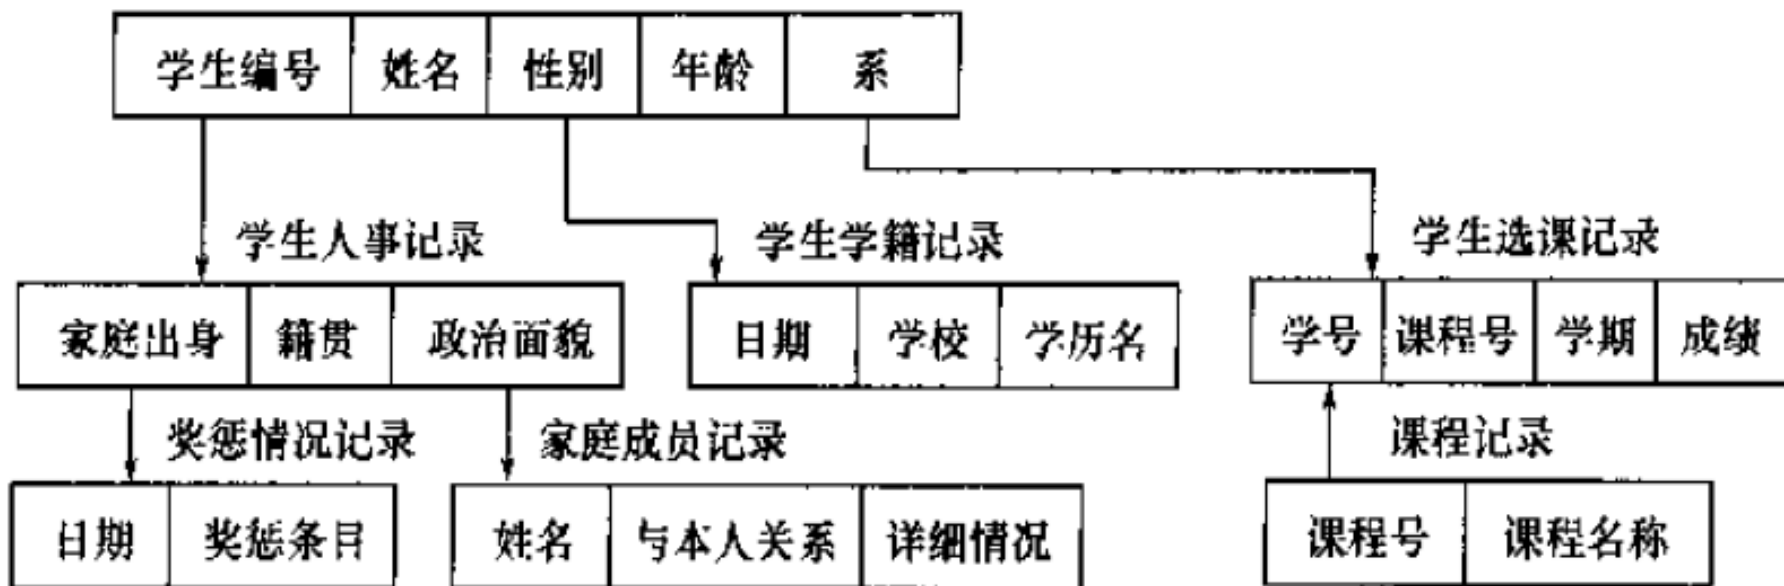 学生编号 姓名 性别 年龄 系
学生人事记录 学生学籍记录 学生选课记录
家庭出身 籍贯 政治面貌 日期 学校 学历名 学号 课程号 学期 成绩
奖惩情况记录 家庭成员记录 课程记录
日期 奖惩条目 姓名 与本人关系 详细情况 课程号 课程名称